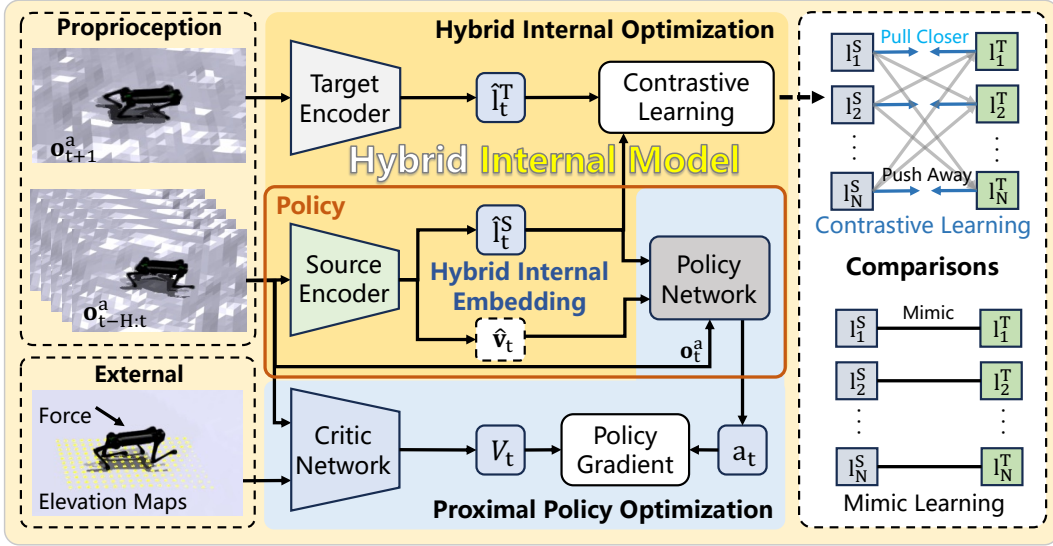 Proprioception
o^a_{t+1}
o^a_{t−H:t}
External
Force
Elevation Maps
Hybrid Internal Optimization
Target
Encoder
l̂^T_t
Contrastive
Learning
Hybrid Internal Model
Policy
Source
Encoder
l̂^S_t
Hybrid Internal
Embedding
v̂_t
Policy
Network
o^a_t
Critic
Network
V_t
Policy
Gradient
a_t
Proximal Policy Optimization
l^S_1 Pull Closer l^T_1
l^S_2 l^T_2
⋮ ⋮
Push Away
l^S_N l^T_N
Contrastive Learning
Comparisons
Mimic
l^S_1 l^T_1
l^S_2 l^T_2
⋮ ⋮
l^S_N l^T_N
Mimic Learning